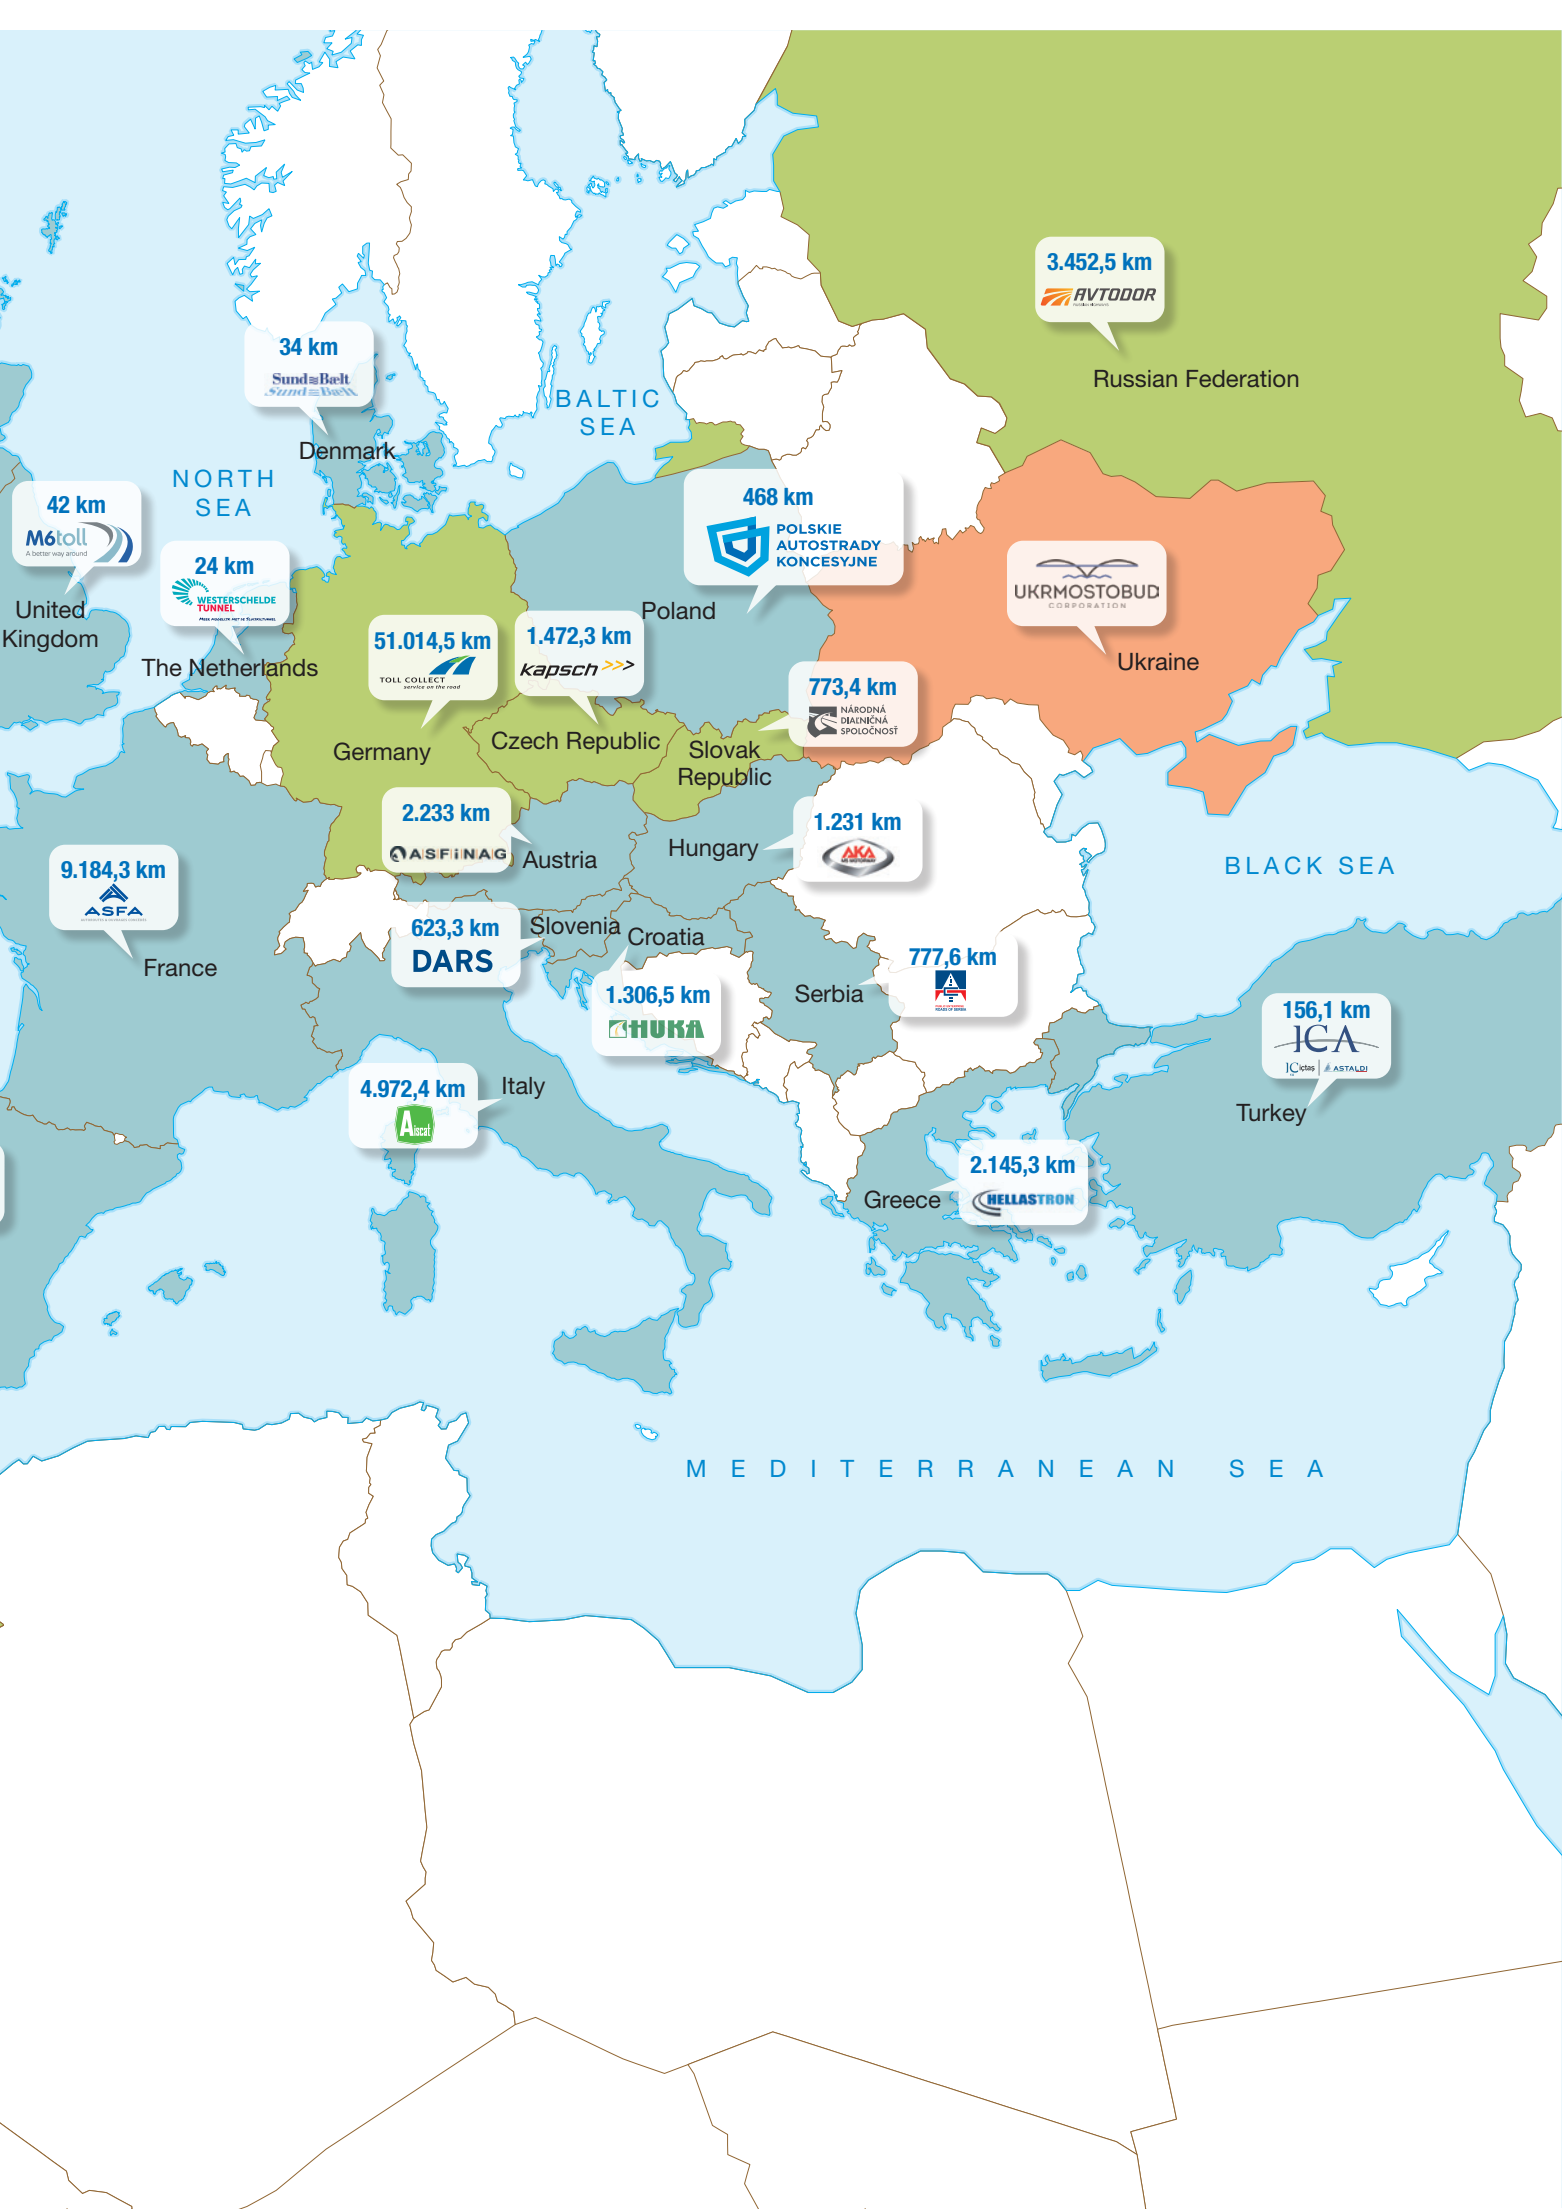 3.452,5 km
AVTODOR
Russian Federation
34 km
Sund≋Bælt
Denmark
BALTIC
SEA
NORTH
SEA
42 km
M6toll
A better way around
United
Kingdom
24 km
WESTERSCHELDE
TUNNEL
The Netherlands
468 km
POLSKIE
AUTOSTRADY
KONCESYJNE
Poland
UKRMOSTOBUD
CORPORATION
Ukraine
51.014,5 km
TOLL COLLECT
service on the road
Germany
1.472,3 km
kapsch >>>
Czech Republic
773,4 km
NÁRODNÁ
DIAĽNIČNÁ
SPOLOČNOSŤ
Slovak
Republic
2.233 km
ASFiNAG
Austria
Hungary
1.231 km
AKA
BLACK SEA
9.184,3 km
ASFA
France
623,3 km
DARS
Slovenia
Croatia
1.306,5 km
HUKA
Serbia
777,6 km
156,1 km
ICA
ICictaş
ASTALDI
Turkey
4.972,4 km
Aiscat
Italy
2.145,3 km
HELLASTRON
Greece
MEDITERRANEAN SEA